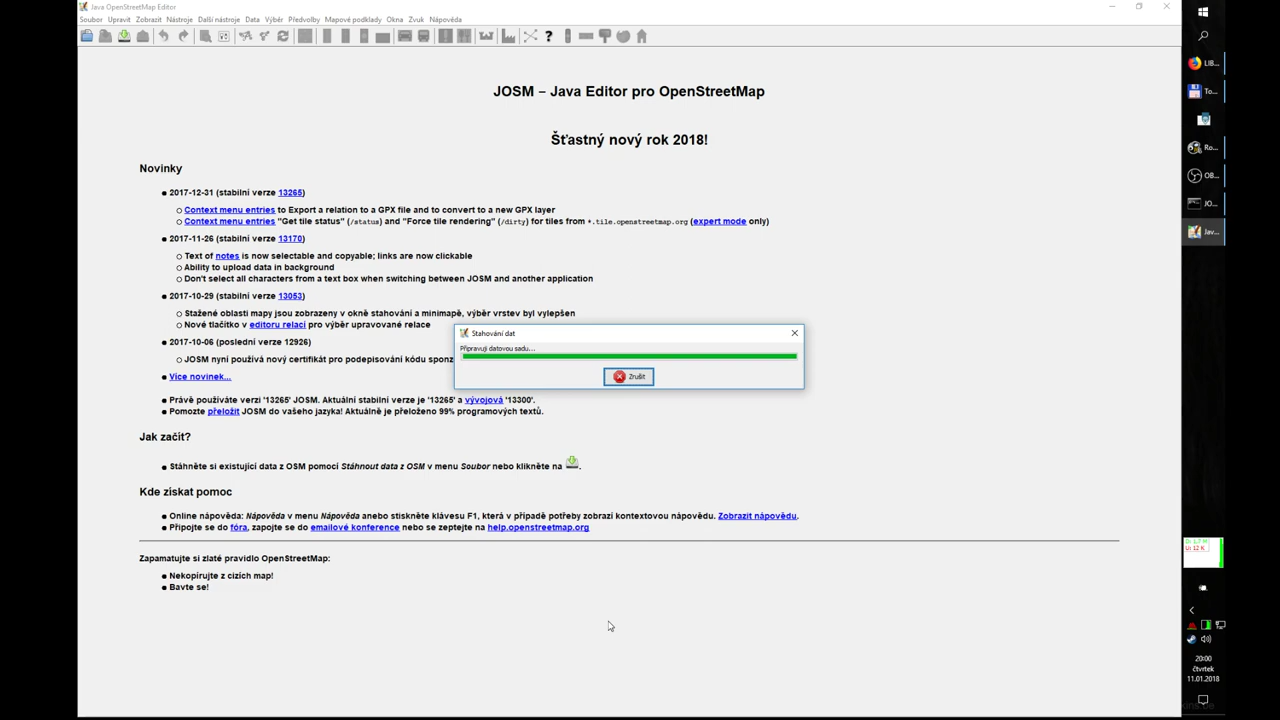 Java OpenStreetMap Editor
Soubor Upravit Zobrazit Nástroje Další nástroje Data Výběr Předvolby Mapové podklady Okna Zvuk Nápověda
JOSM – Java Editor pro OpenStreetMap
Šťastný nový rok 2018!
Novinky
2017-12-31 (stabilní verze 13265)
Context menu entries to Export a relation to a GPX file and to convert to a new GPX layer
Context menu entries "Get tile status" (/status) and "Force tile rendering" (/dirty) for tiles from *.tile.openstreetmap.org (expert mode only)
2017-11-26 (stabilní verze 13170)
Text of notes is now selectable and copyable; links are now clickable
Ability to upload data in background
Don't select all characters from a text box when switching between JOSM and another application
2017-10-29 (stabilní verze 13053)
Stažené oblasti mapy jsou zobrazeny v okně stahování a minimapě, výběr vrstev byl vylepšen
Nové tlačítko v editoru relací pro výběr upravované relace
2017-10-06 (poslední verze 12926)
JOSM nyní používá nový certifikát pro podepisování kódu sponz
Více novinek...
Právě používáte verzi '13265' JOSM. Aktuální stabilní verze je '13265' a vývojová '13300'.
Pomozte přeložit JOSM do vašeho jazyka! Aktuálně je přeloženo 99% programových textů.
Stahování dat
Připravuji datovou sadu...
Zrušit
Jak začít?
Stáhněte si existující data z OSM pomocí Stáhnout data z OSM v menu Soubor nebo klikněte na .
Kde získat pomoc
Online nápověda: Nápověda v menu Nápověda anebo stiskněte klávesu F1, která v případě potřeby zobrazí kontextovou nápovědu. Zobrazit nápovědu.
Připojte se do fóra, zapojte se do emailové konference nebo se zeptejte na help.openstreetmap.org
Zapamatujte si zlaté pravidlo OpenStreetMap:
Nekopírujte z cizích map!
Bavte se!
LIB...
To...
Ro...
OB...
JO...
Jav...
D: 1,7 M
U: 12 K
20:00
čtvrtek
11.01.2018